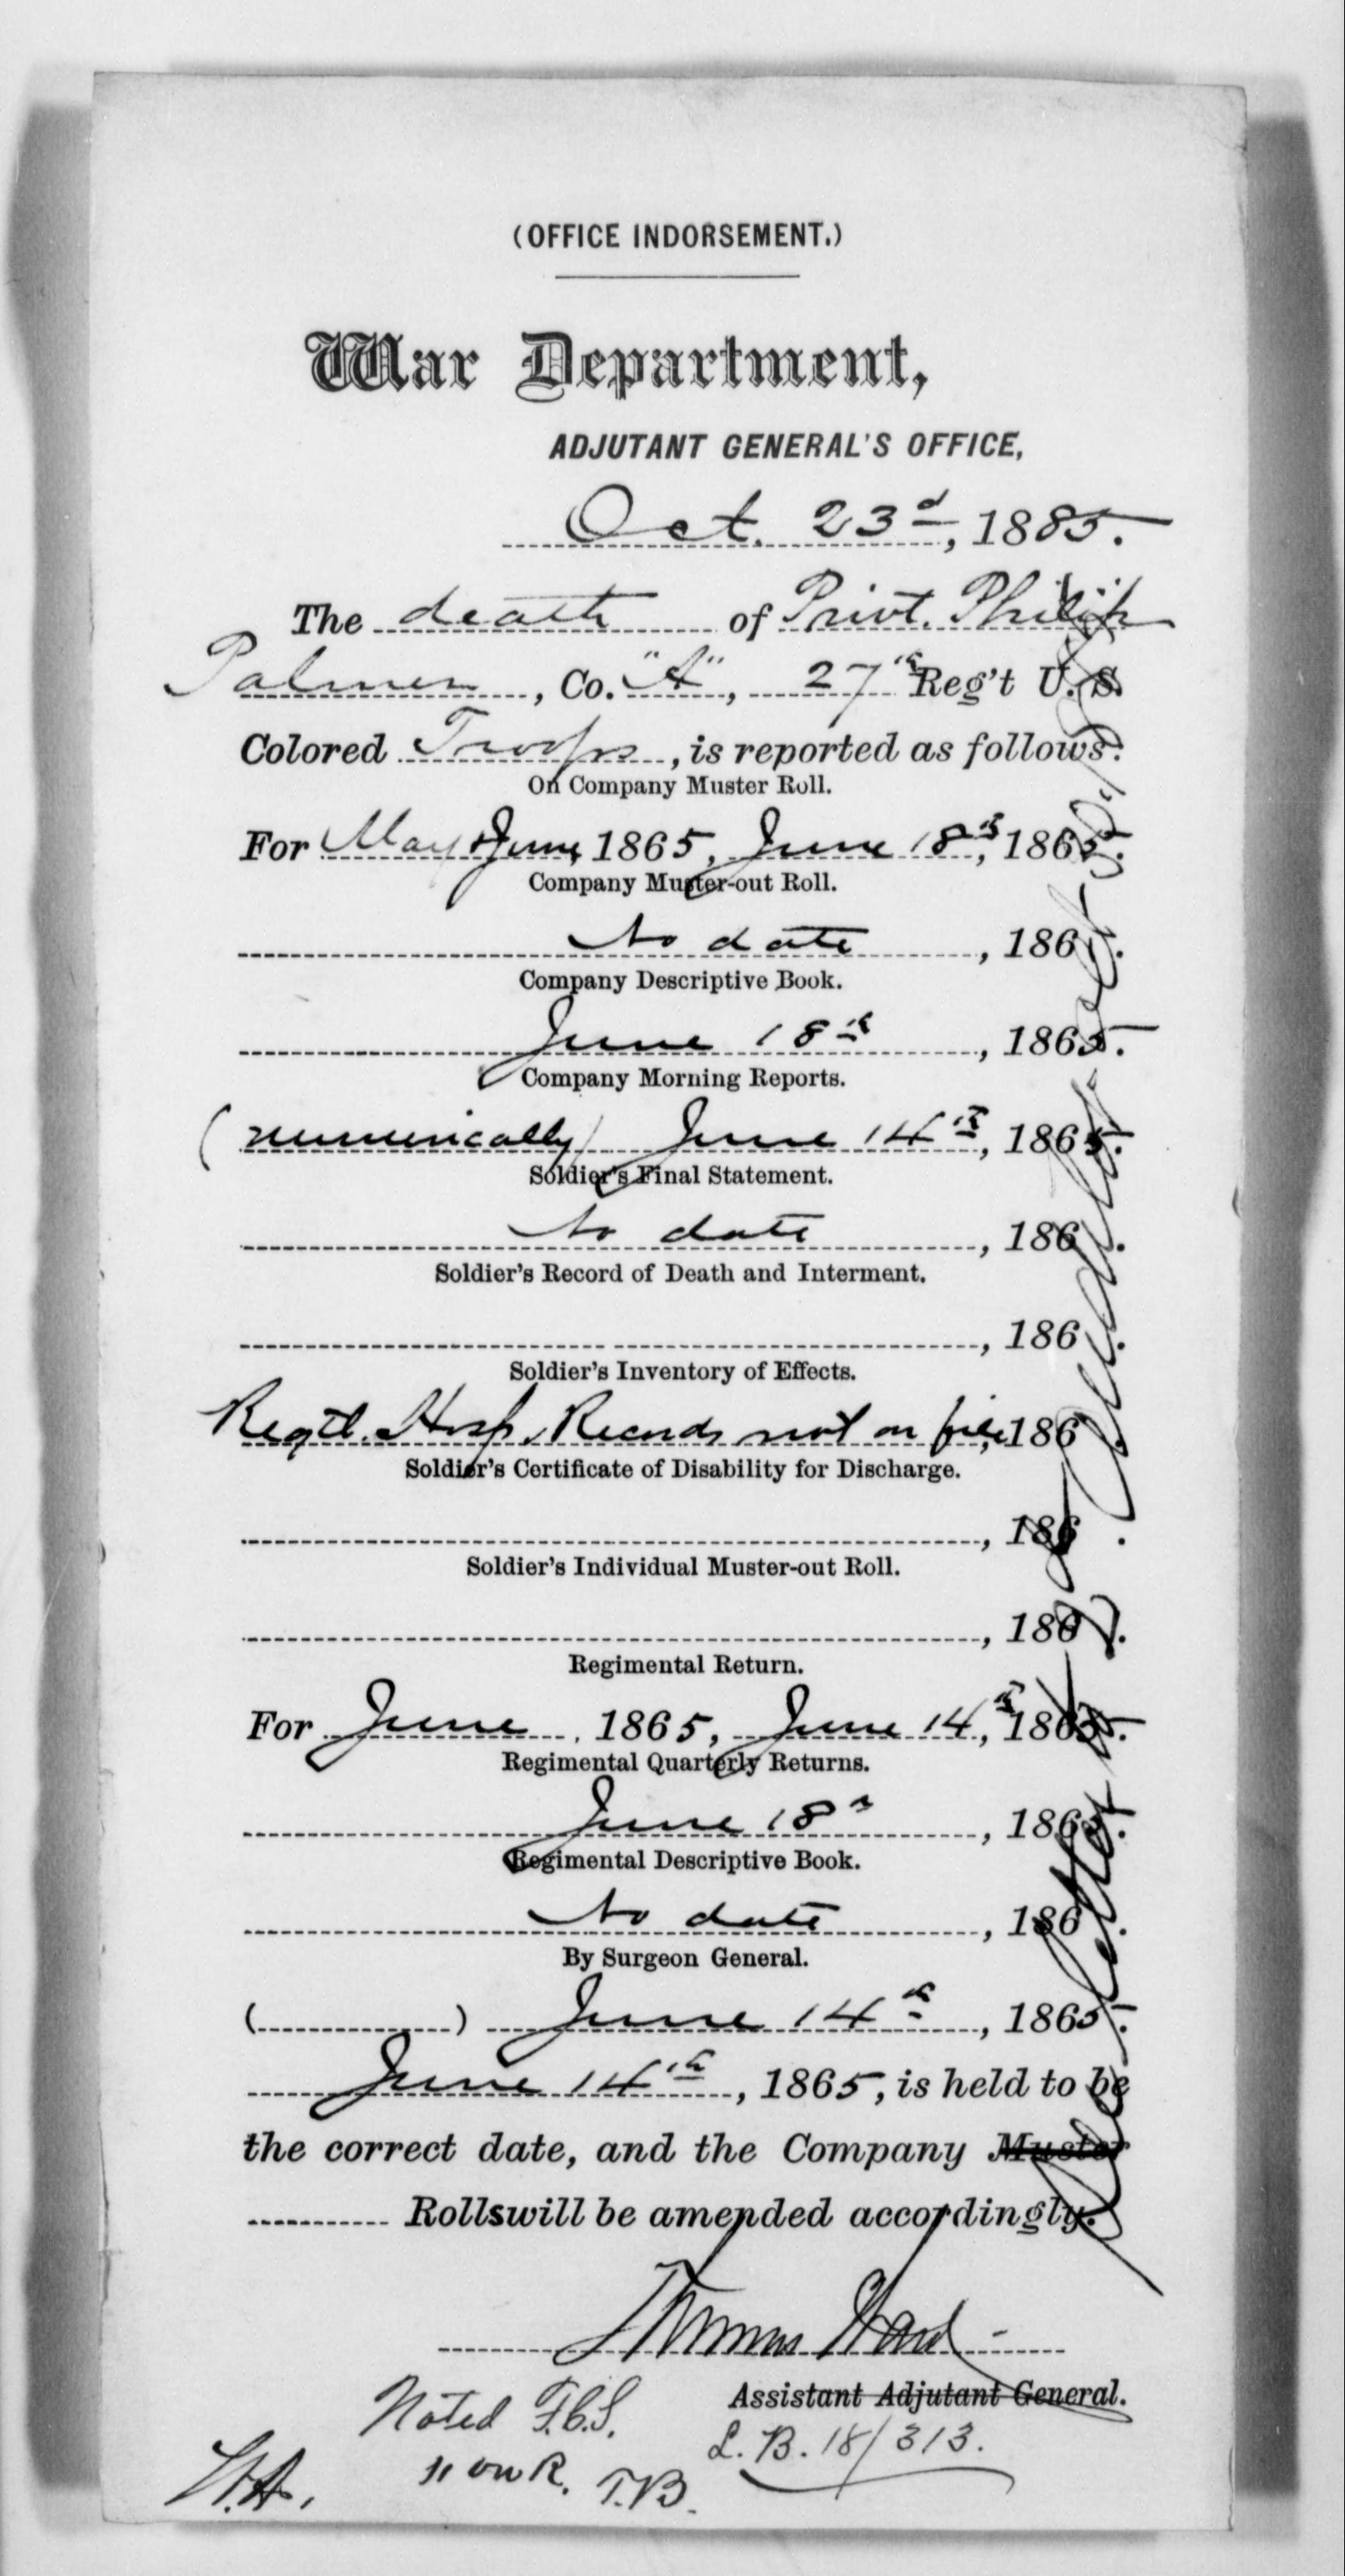 (OFFICE INDORSEMENT.)
War Department,
ADJUTANT GENERAL'S OFFICE,
Oct. 23d, 1885.
The death of Privt. Philip
Palmer, Co. "A", 27th Reg't U. S.
Colored Troops, is reported as follows:
On Company Muster Roll.
For May & June, 1865, June 18th, 1865.
Company Muster-out Roll.
No date, 186 .
Company Descriptive Book.
June 18th, 1865.
Company Morning Reports.
(numerically) June 14th, 1865.
Soldier's Final Statement.
No date, 186 .
Soldier's Record of Death and Interment.
, 186 .
Soldier's Inventory of Effects.
Regtl. Hosp. Records not on file, 186
Soldier's Certificate of Disability for Discharge.
, 186 .
Soldier's Individual Muster-out Roll.
, 186 .
Regimental Return.
For June, 1865, June 14th, 1865.
Regimental Quarterly Returns.
June 18th, 1865.
Regimental Descriptive Book.
No date, 186 .
By Surgeon General.
( ) June 14th, 1865.
June 14th, 1865, is held to be
the correct date, and the Company Muster
Rolls will be amended accordingly.
Thomas Ward
Assistant Adjutant General.
Noted F.C.S.
L. B. 18/313.
" on R. T.B.